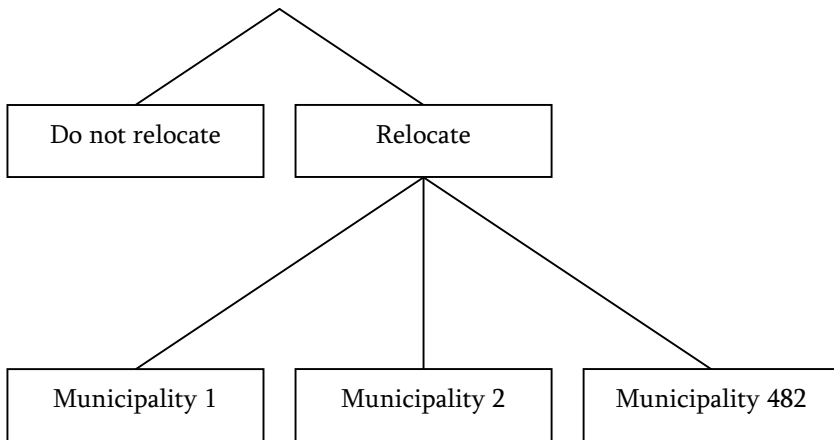 Do not relocate
Relocate
Municipality 1
Municipality 2
Municipality 482